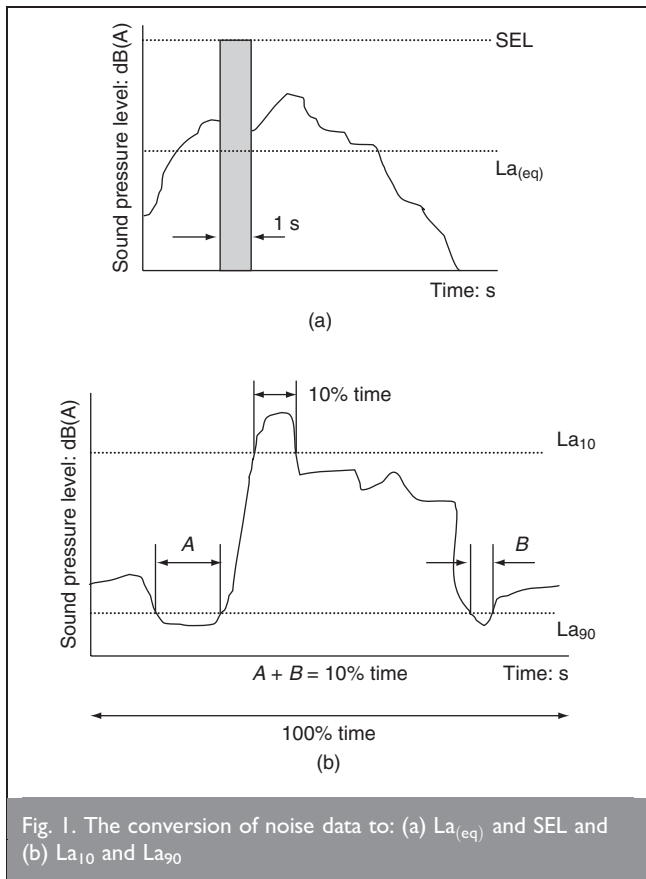 SEL
Sound pressure level: dB(A)
La(eq)
1 s
Time: s
(a)
10% time
Sound pressure level: dB(A)
La10
A
B
La90
A + B = 10% time
Time: s
100% time
(b)
Fig. 1. The conversion of noise data to: (a) La(eq) and SEL and
(b) La10 and La90